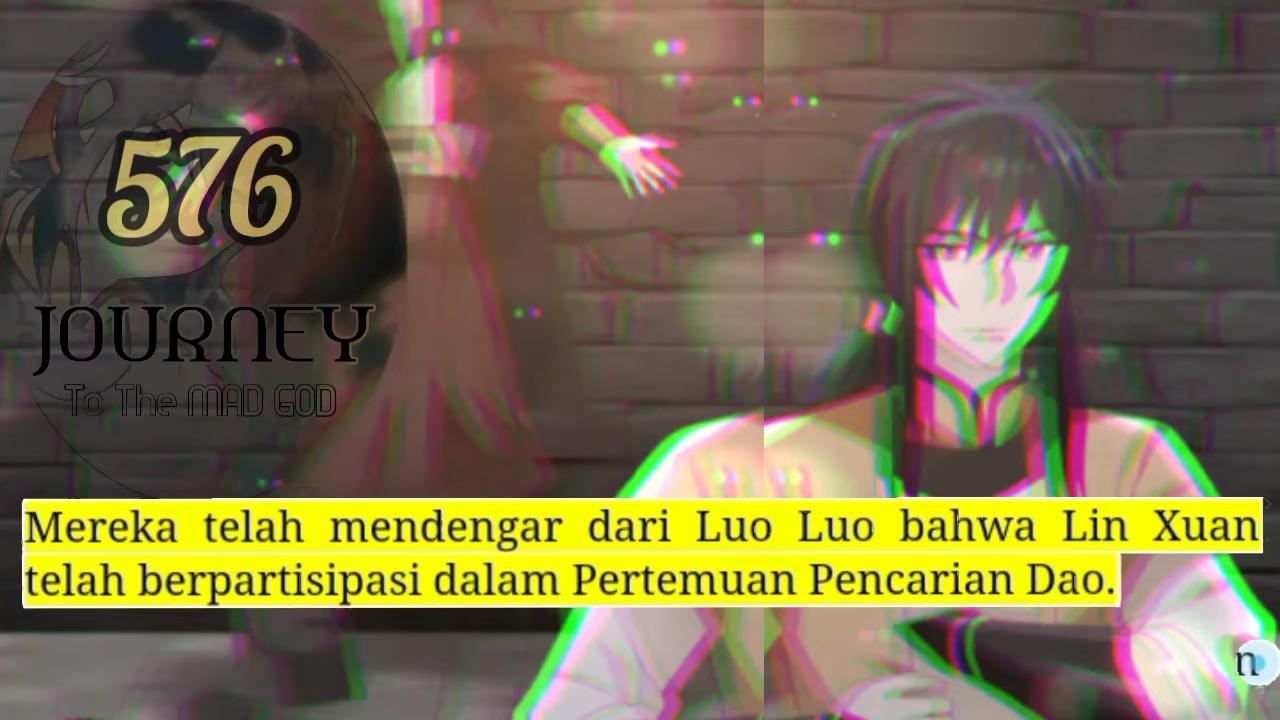 576
JOURNEY
To The MAD GOD
Mereka telah mendengar dari Luo Luo bahwa Lin Xuan
telah berpartisipasi dalam Pertemuan Pencarian Dao.
n